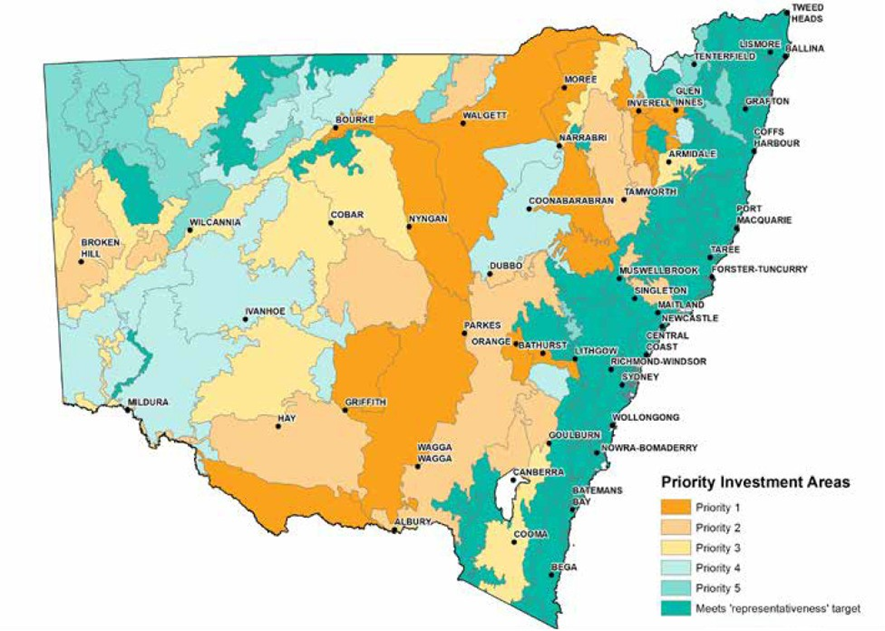 TWEED
HEADS
LISMORE
BALLINA
TENTERFIELD
MOREE
GLEN
INNES
INVERELL
GRAFTON
WALGETT
BOURKE
COFFS
HARBOUR
NARRABRI
ARMIDALE
TAMWORTH
COONABARABRAN
PORT
MACQUARIE
COBAR
NYNGAN
WILCANNIA
BROKEN
HILL
TAREE
DUBBO
MUSWELLBROOK
FORSTER-TUNCURRY
SINGLETON
MAITLAND
IVANHOE
NEWCASTLE
PARKES
CENTRAL
COAST
ORANGE
BATHURST
LITHGOW
RICHMOND-WINDSOR
SYDNEY
MILDURA
GRIFFITH
HAY
WOLLONGONG
GOULBURN
NOWRA-BOMADERRY
WAGGA
WAGGA
CANBERRA
BATEMANS
BAY
ALBURY
COOMA
BEGA
Priority Investment Areas
Priority 1
Priority 2
Priority 3
Priority 4
Priority 5
Meets 'representativeness' target